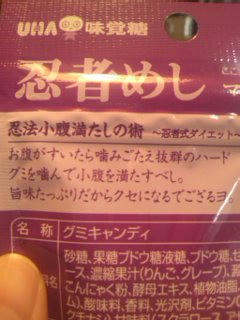 UHA 味覚糖
忍者めし
忍法小腹満たしの術 ～忍者式ダイエット～
お腹がすいたら噛みごたえ抜群のハード
グミを噛んで小腹を満たすべし。
旨味たっぷりだからクセになるでござるヨ。
名称 グミキャンディ
砂糖、果糖ブドウ糖液糖、ブドウ糖、
ース、濃縮果汁(りんご、グレープ)、
こんにゃく粉、酵母エキス、植物油脂
)、酸味料、香料、光沢剤、ビタミン